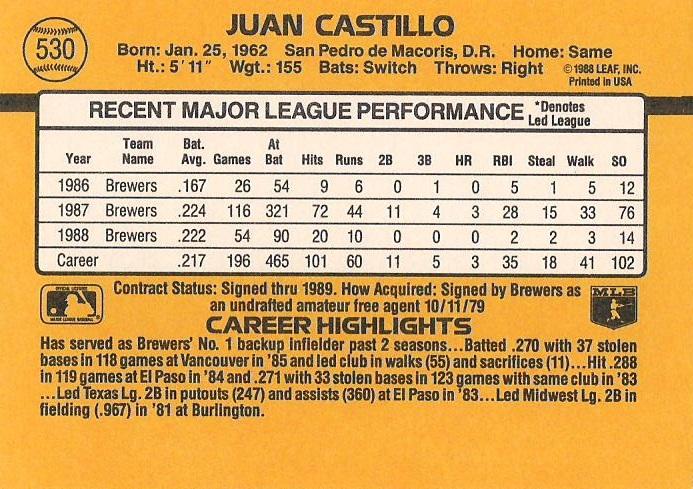 530
JUAN CASTILLO
Born: Jan. 25, 1962 San Pedro de Macoris, D.R. Home: Same
Ht.: 5' 11" Wgt.: 155 Bats: Switch Throws: Right © 1988 LEAF, INC.
Printed in USA
RECENT MAJOR LEAGUE PERFORMANCE *Denotes
Led League
Year Team Name Bat. Avg. Games At Bat Hits Runs 2B 3B HR RBI Steal Walk SO
1986 Brewers .167 26 54 9 6 0 1 0 5 1 5 12
1987 Brewers .224 116 321 72 44 11 4 3 28 15 33 76
1988 Brewers .222 54 90 20 10 0 0 0 2 2 3 14
Career .217 196 465 101 60 11 5 3 35 18 41 102
OFFICIAL LICENSEE
MAJOR LEAGUE BASEBALL
Contract Status: Signed thru 1989. How Acquired: Signed by Brewers as
an undrafted amateur free agent 10/11/79
MLB
CAREER HIGHLIGHTS
Has served as Brewers' No. 1 backup infielder past 2 seasons...Batted .270 with 37 stolen
bases in 118 games at Vancouver in '85 and led club in walks (55) and sacrifices (11)...Hit .288
in 119 games at El Paso in '84 and .271 with 33 stolen bases in 123 games with same club in '83
...Led Texas Lg. 2B in putouts (247) and assists (360) at El Paso in '83...Led Midwest Lg. 2B in
fielding (.967) in '81 at Burlington.